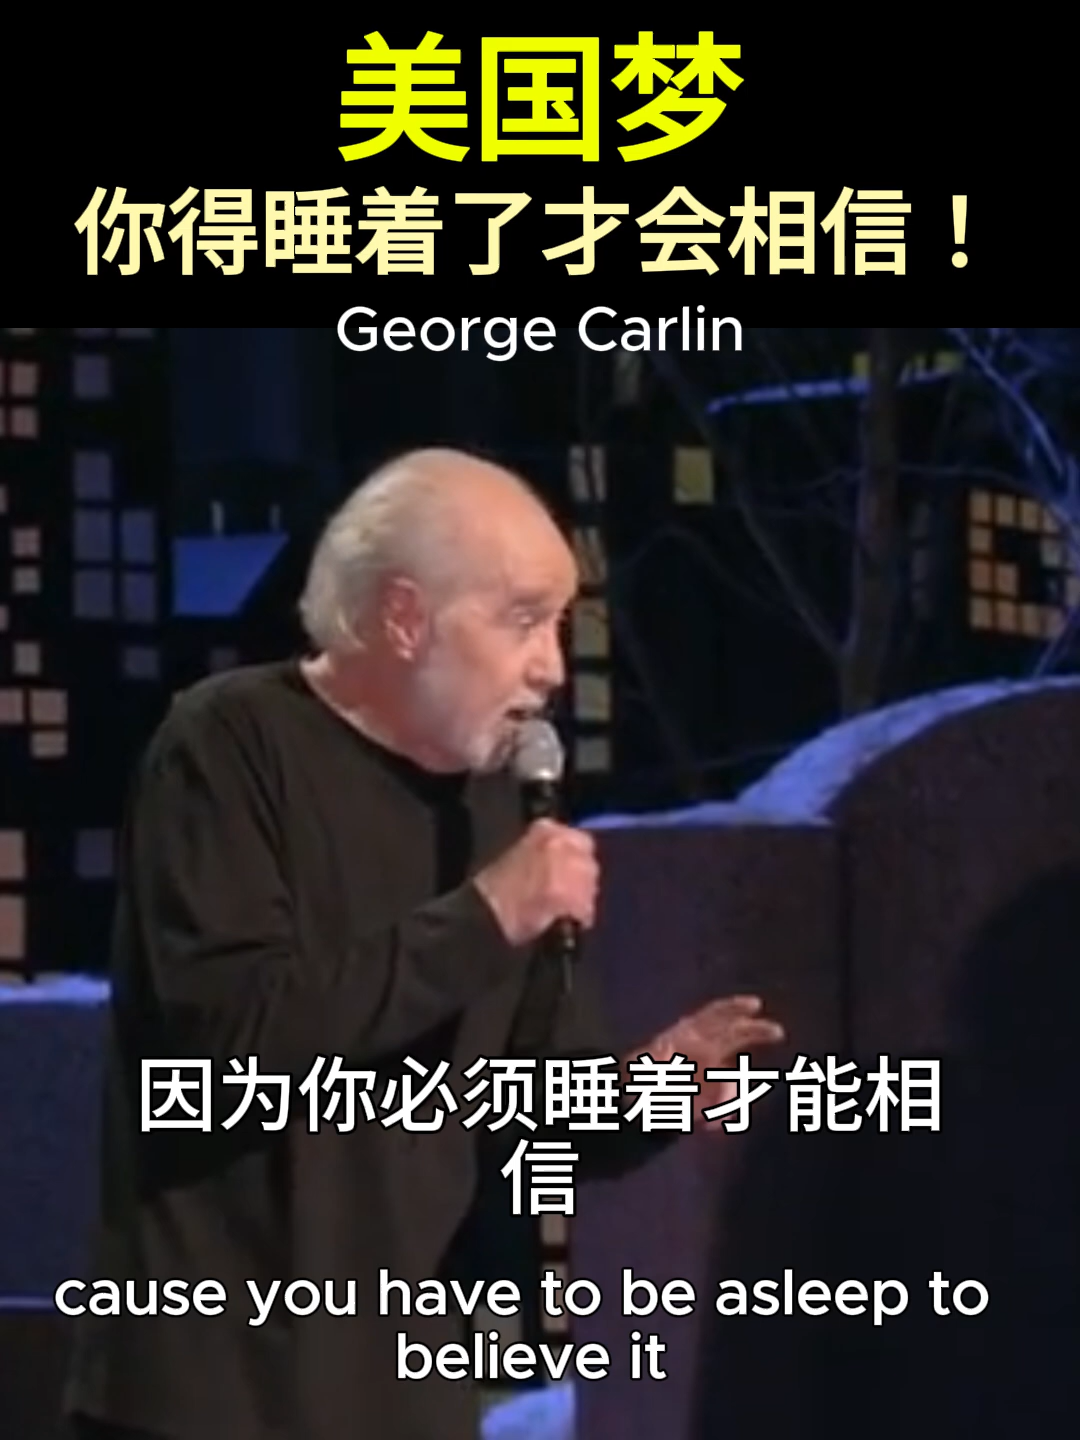 美国梦
你得睡着了才会相信！
George Carlin
因为你必须睡着才能相
信
cause you have to be asleep to
believe it